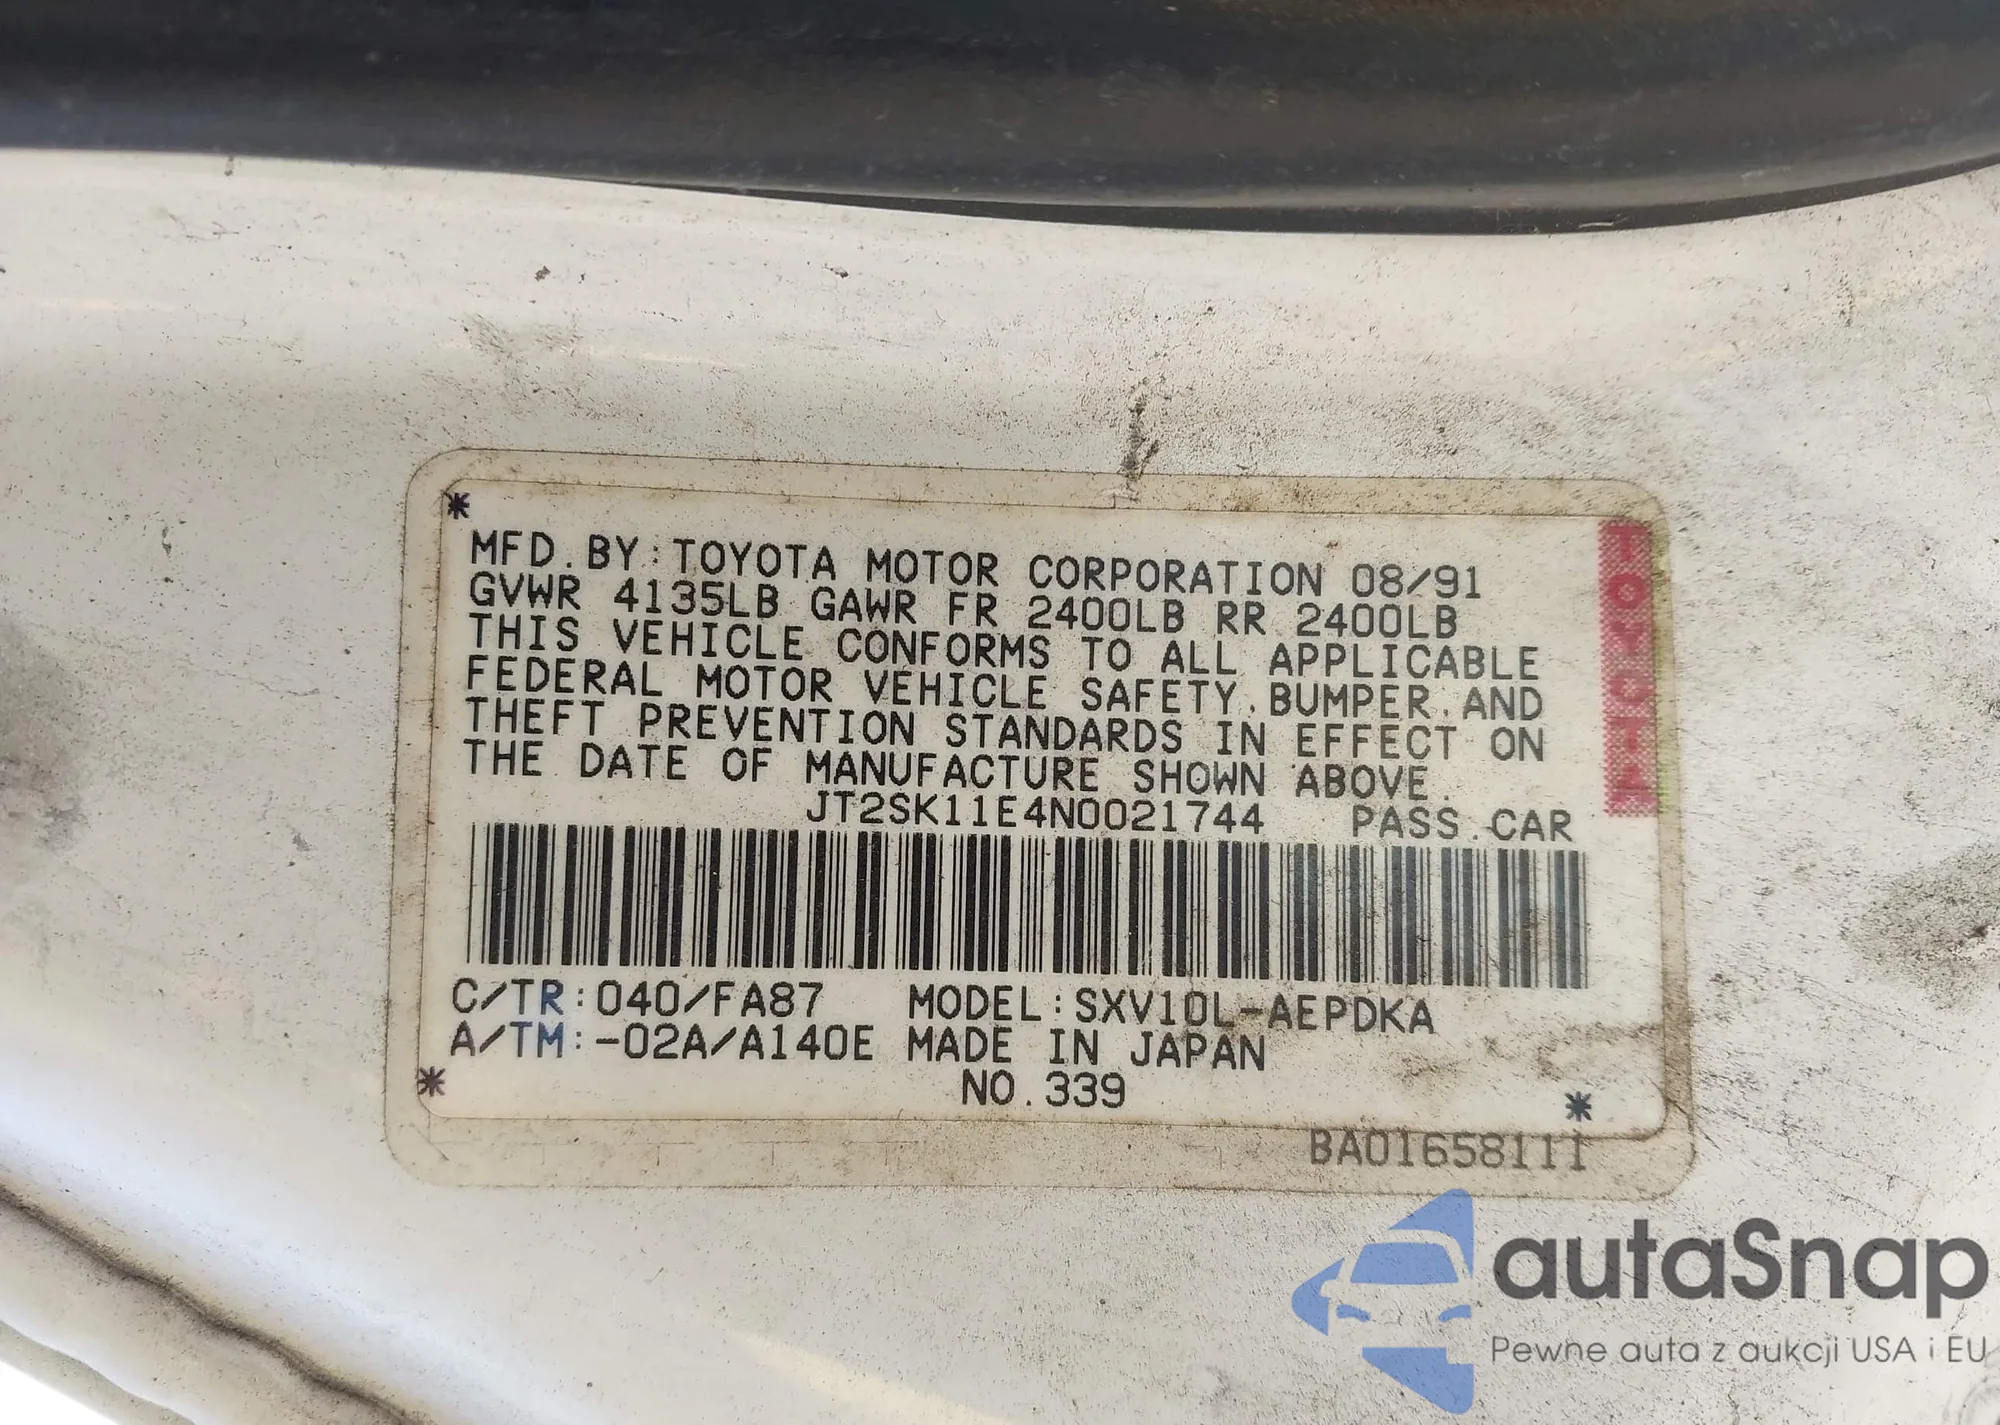 *
MFD. BY: TOYOTA MOTOR CORPORATION 08/91
GVWR 4135LB GAWR FR 2400LB RR 2400LB
THIS VEHICLE CONFORMS TO ALL APPLICABLE
FEDERAL MOTOR VEHICLE SAFETY, BUMPER, AND
THEFT PREVENTION STANDARDS IN EFFECT ON
THE DATE OF MANUFACTURE SHOWN ABOVE.
JT2SK11E4N0021744 PASS. CAR
C/TR: 040/FA87 MODEL: SXV10L-AEPDKA
A/TM: -02A/A140E MADE IN JAPAN
NO. 339
* *
BA01658111
TOYOTA
autaSnap
Pewne auta z aukcji USA i EU